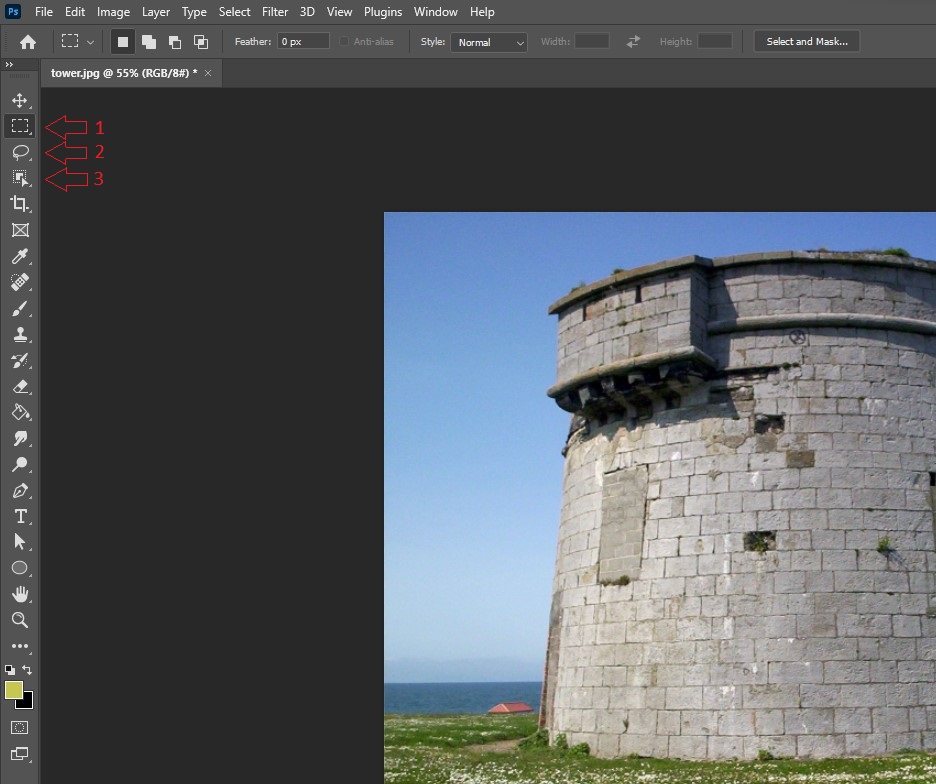 Ps File Edit Image Layer Type Select Filter 3D View Plugins Window Help
Feather: 0 px Anti-alias Style: Normal Width: Height: Select and Mask...
tower.jpg @ 55% (RGB/8#) * ×
1
2
3
T